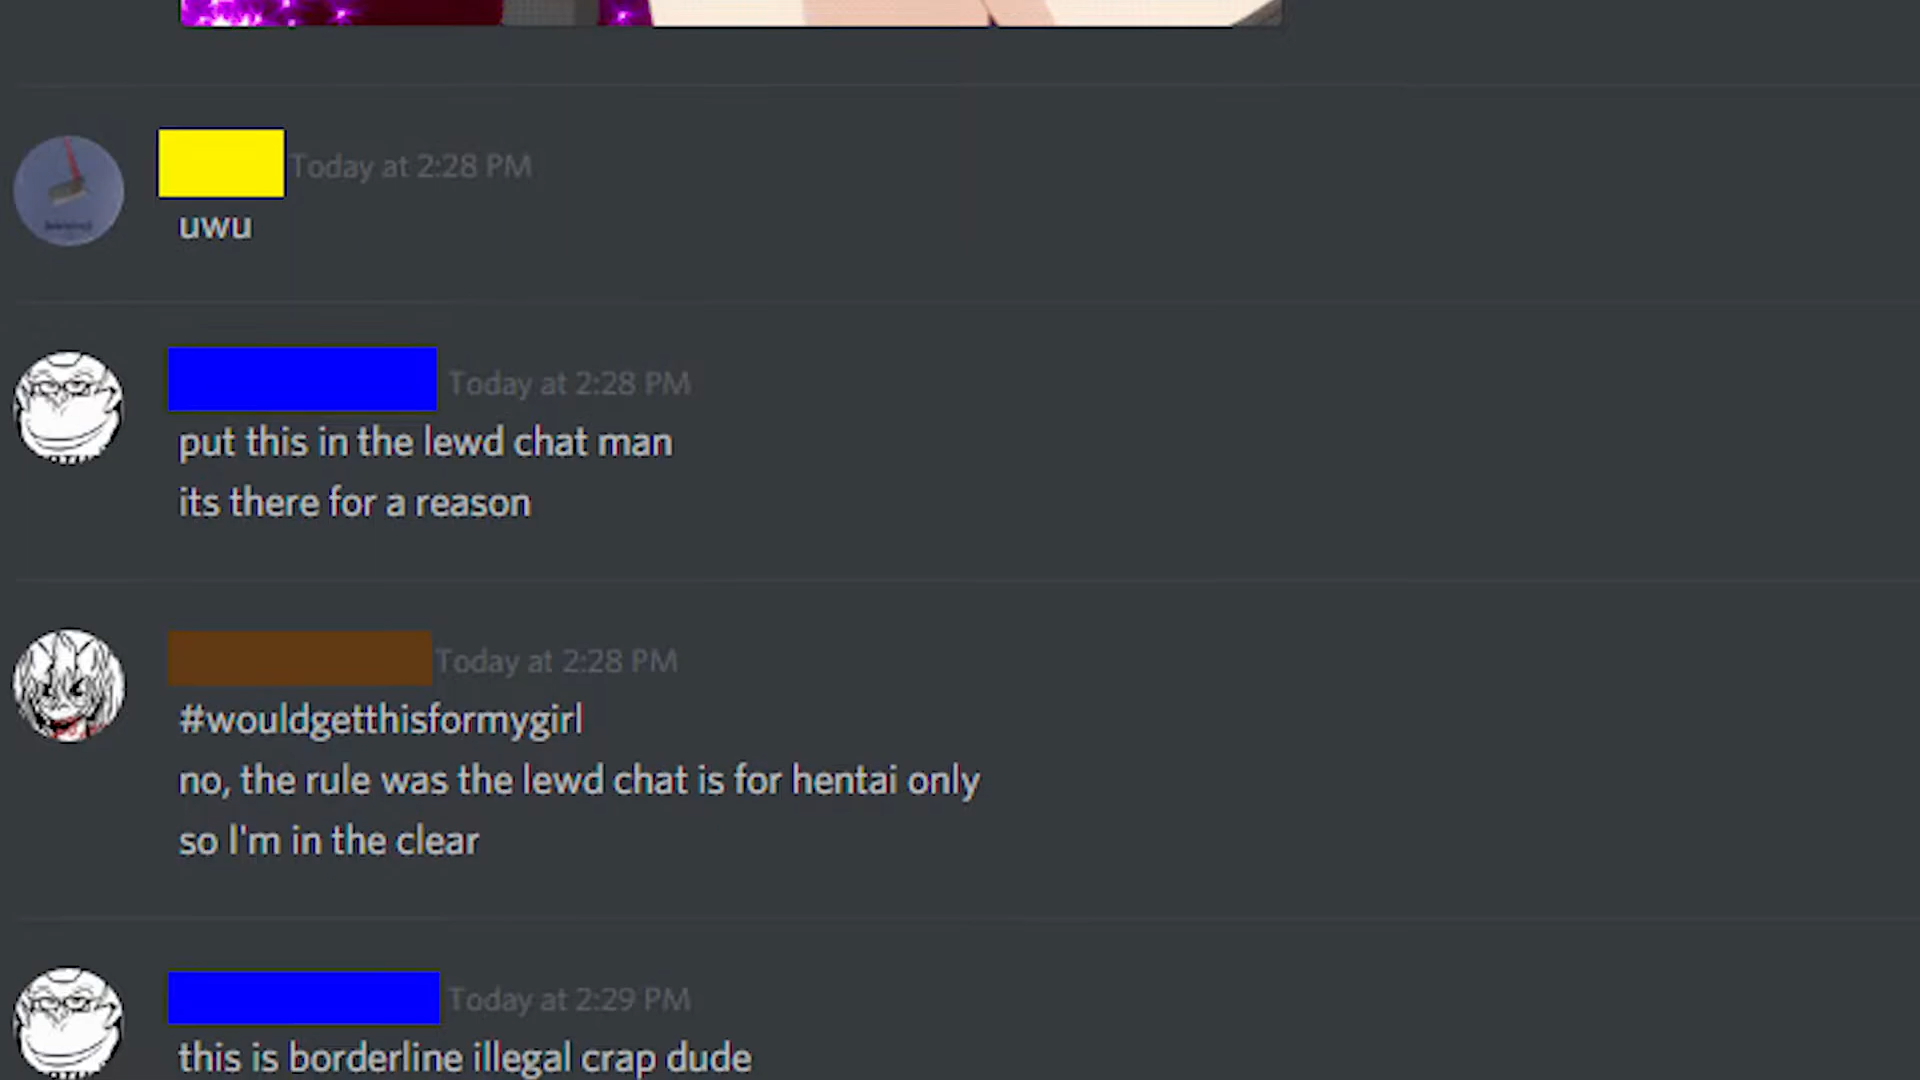 Today at 2:28 PM
uwu
Today at 2:28 PM
put this in the lewd chat man
its there for a reason
Today at 2:28 PM
#wouldgetthisformygirl
no, the rule was the lewd chat is for hentai only
so I'm in the clear
Today at 2:29 PM
this is borderline illegal crap dude